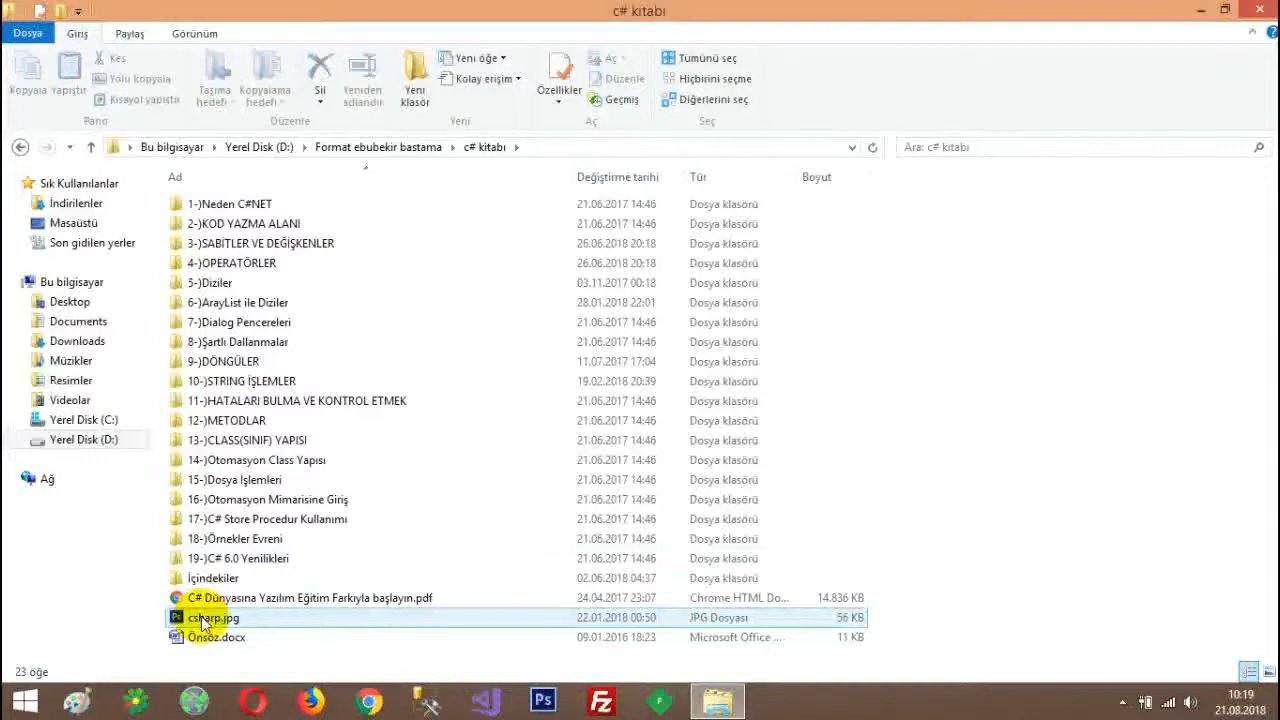 c# kitabı
Dosya Giriş Paylaş Görünüm
Kopyala Yapıştır
Kes
Yolu kopyala
Kısayol yapıştır
Taşıma hedefi
Kopyalama hedefi
Sil
Yeniden adlandır
Yeni klasör
Yeni öğe
Kolay erişim
Özellikler
Aç
Düzenle
Geçmiş
Tümünü seç
Hiçbirini seçme
Diğerlerini seç
Pano Düzenle Yeni Aç Seç
Bu bilgisayar Yerel Disk (D:) Format ebubekir bastama c# kitabı
Ara: c# kitabı
Sık Kullanılanlar
İndirilenler
Masaüstü
Son gidilen yerler
Bu bilgisayar
Desktop
Documents
Downloads
Müzikler
Resimler
Videolar
Yerel Disk (C:)
Yerel Disk (D:)
Ağ
Ad Değiştirme tarihi Tür Boyut
1-)Neden C#NET 21.06.2017 14:46 Dosya klasörü
2-)KOD YAZMA ALANI 21.06.2017 14:46 Dosya klasörü
3-)SABİTLER VE DEĞİŞKENLER 26.06.2018 20:18 Dosya klasörü
4-)OPERATÖRLER 26.06.2018 20:18 Dosya klasörü
5-)Diziler 03.11.2017 00:18 Dosya klasörü
6-)ArayList ile Diziler 28.01.2018 22:01 Dosya klasörü
7-)Dialog Pencereleri 21.06.2017 14:46 Dosya klasörü
8-)Şartlı Dallanmalar 21.06.2017 14:46 Dosya klasörü
9-)DÖNGÜLER 11.07.2017 17:04 Dosya klasörü
10-)STRING İŞLEMLER 19.02.2018 20:39 Dosya klasörü
11-)HATALARI BULMA VE KONTROL ETMEK 21.06.2017 14:46 Dosya klasörü
12-)METODLAR 21.06.2017 14:46 Dosya klasörü
13-)CLASS(SINIF) YAPISI 21.06.2017 14:46 Dosya klasörü
14-)Otomasyon Class Yapısı 21.06.2017 14:46 Dosya klasörü
15-)Dosya İşlemleri 21.06.2017 14:46 Dosya klasörü
16-)Otomasyon Mimarisine Giriş 21.06.2017 14:46 Dosya klasörü
17-)C# Store Procedur Kullanımı 21.06.2017 14:46 Dosya klasörü
18-)Örnekler Evreni 21.06.2017 14:46 Dosya klasörü
19-)C# 6.0 Yenilikleri 21.06.2017 14:46 Dosya klasörü
İçindekiler 02.06.2018 04:37 Dosya klasörü
C# Dünyasına Yazılım Eğitim Farkıyla başlayın.pdf 24.04.2017 23:07 Chrome HTML Do... 14.836 KB
csharp.jpg 22.01.2018 00:50 JPG Dosyası 56 KB
Önsöz.docx 09.01.2016 18:23 Microsoft Office ... 11 KB
23 öğe
Ps
10:19
21.08.2018